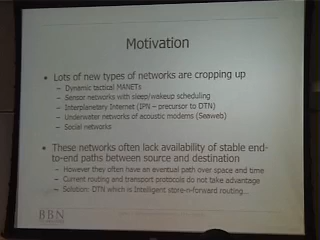 Motivation
• Lots of new types of networks are cropping up
– Dynamic tactical MANETs
– Sensor networks with sleep/wakeup scheduling
– Interplanetary Internet (IPN – precursor to DTN)
– Underwater networks of acoustic modems (Seaweb)
– Social networks
• These networks often lack availability of stable end-
to-end paths between source and destination
– However they often have an eventual path over space and time
– Current routing and transport protocols do not take advantage
– Solution: DTN which is Intelligent store-n-forward routing...
BBN